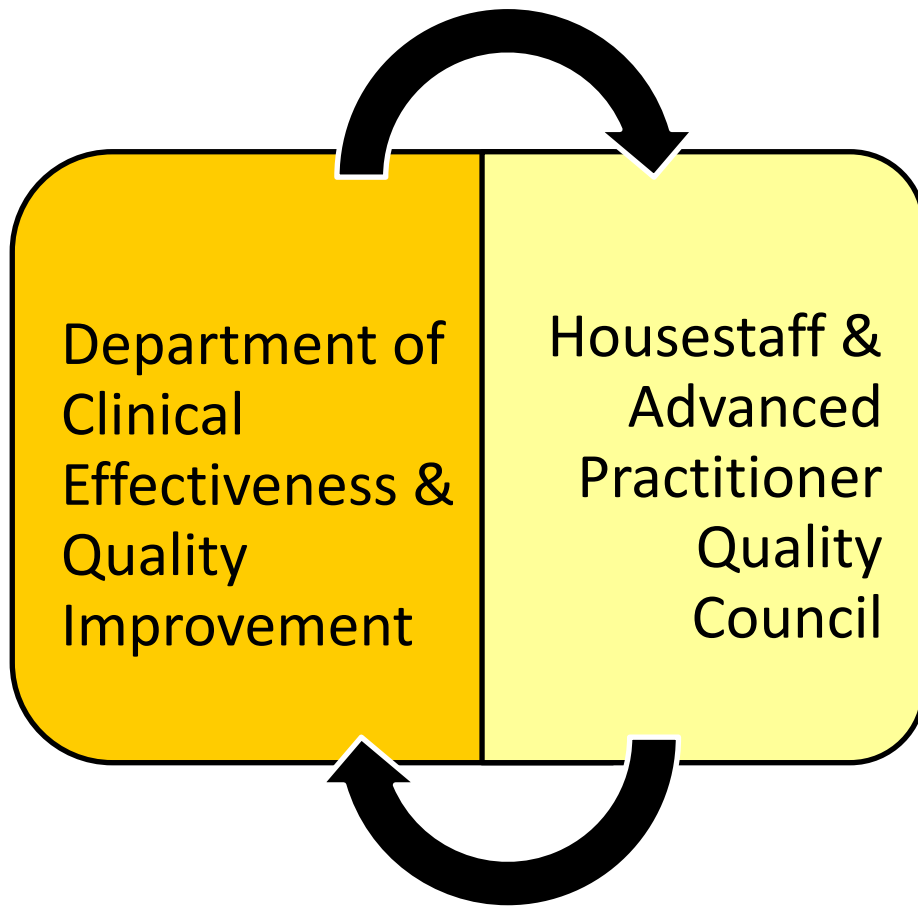 Department of
Clinical
Effectiveness &
Quality
Improvement
Housestaff &
Advanced
Practitioner
Quality
Council